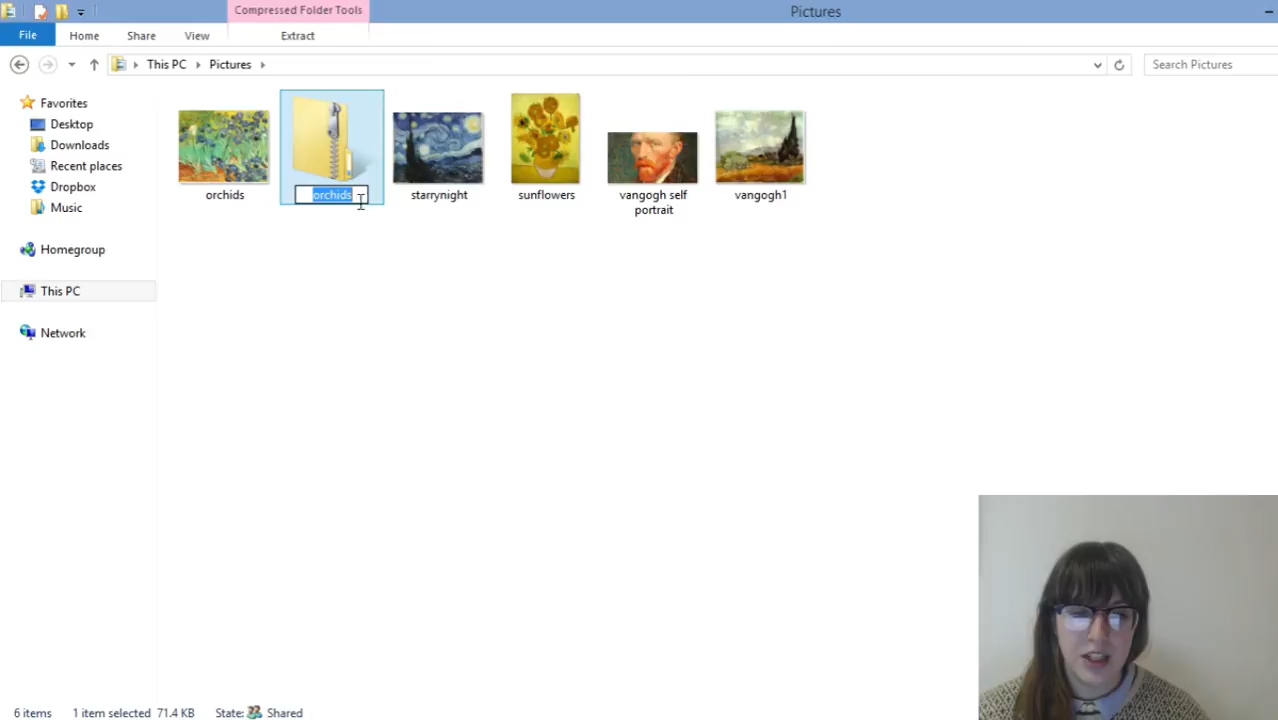 Compressed Folder Tools
Pictures
File
Home
Share
View
Extract
This PC
Pictures
Search Pictures
Favorites
Desktop
Downloads
Recent places
Dropbox
Music
Homegroup
This PC
Network
orchids
orchids
starrynight
sunflowers
vangogh self
portrait
vangogh1
6 items
1 item selected 71.4 KB
State: Shared